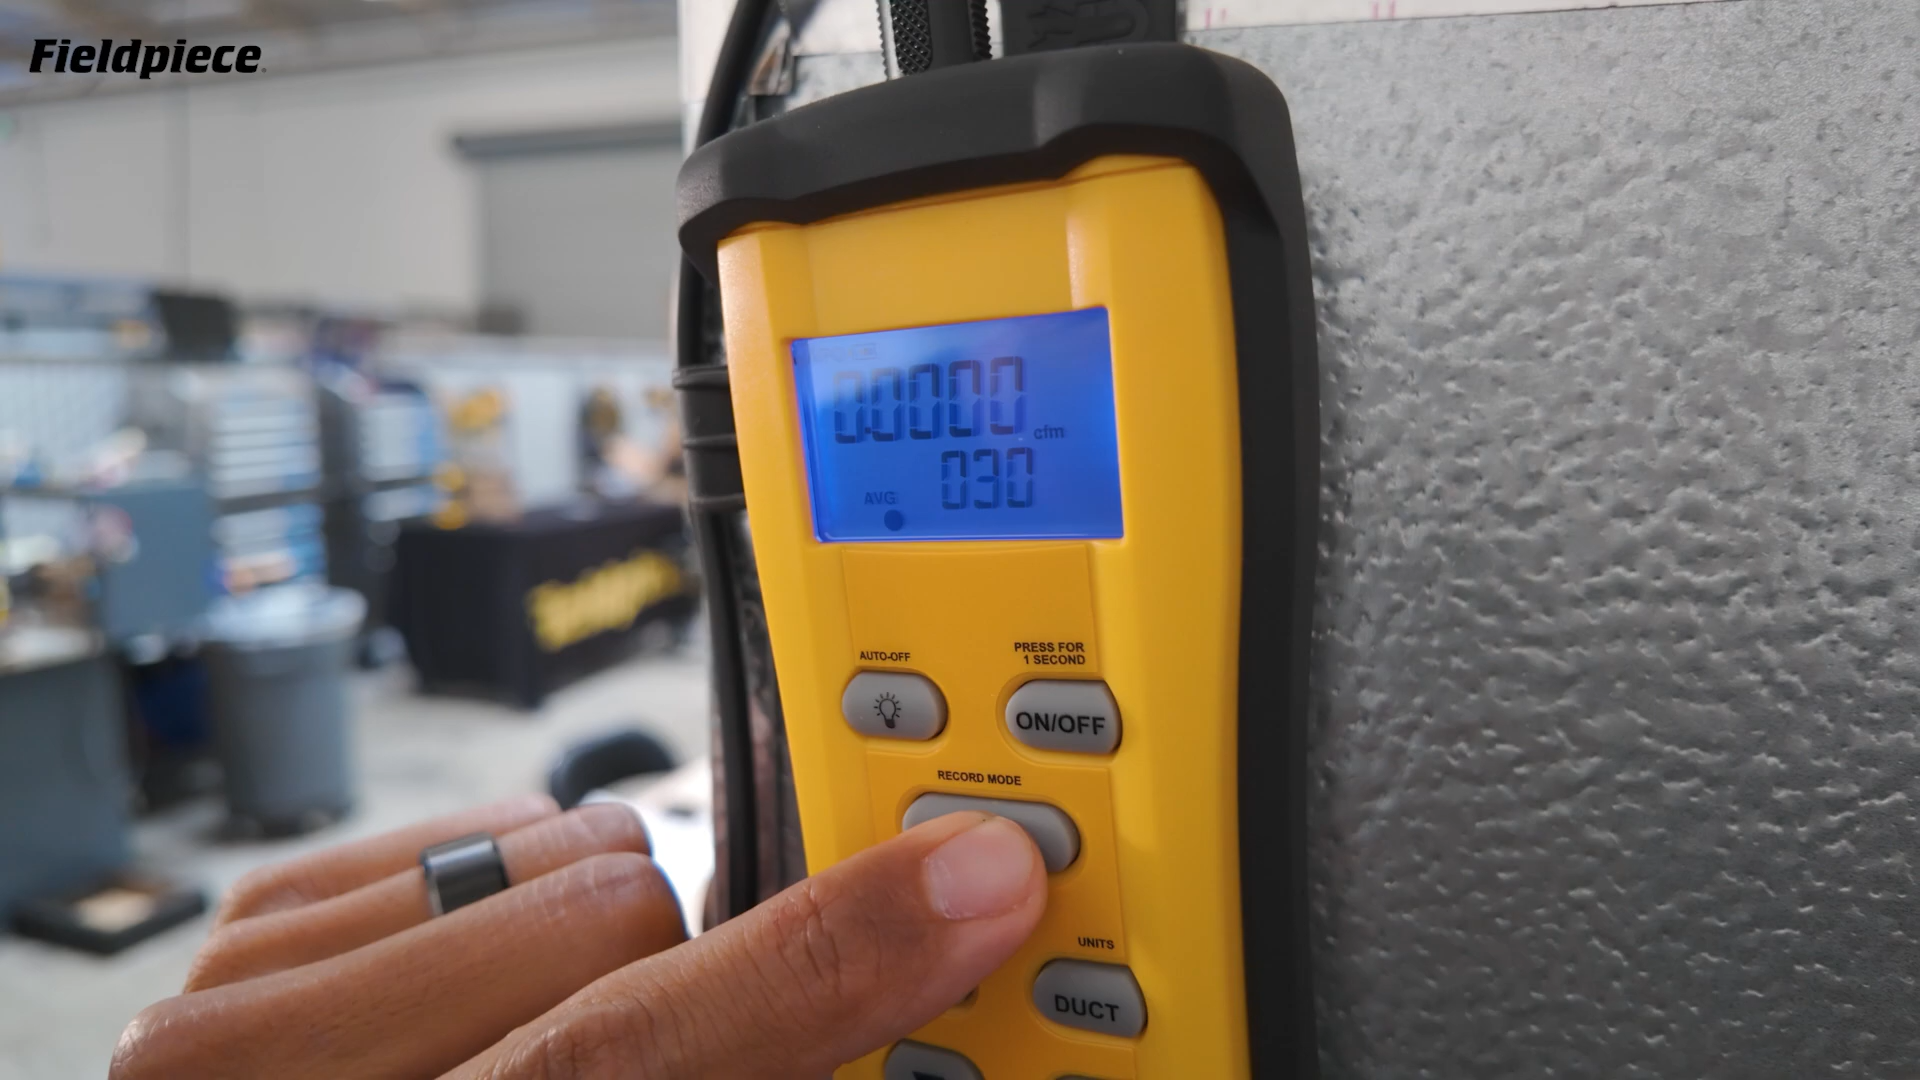 Fieldpiece
00000
cfm
030
AVG
AUTO-OFF
PRESS FOR
1 SECOND
ON/OFF
RECORD MODE
UNITS
DUCT